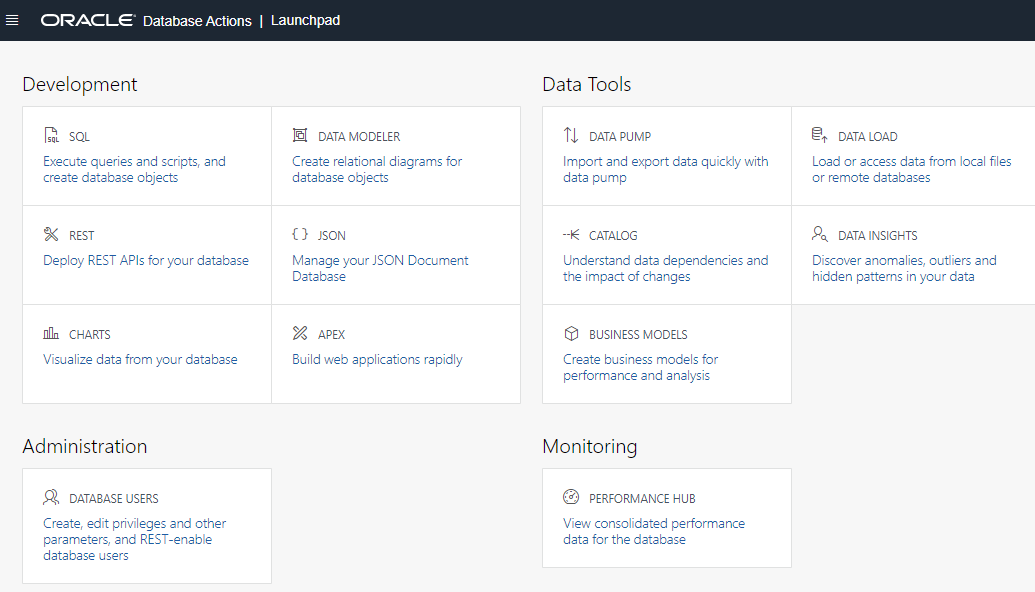 ORACLE Database Actions | Launchpad
Development
SQL
Execute queries and scripts, and
create database objects
DATA MODELER
Create relational diagrams for
database objects
REST
Deploy REST APIs for your database
{ } JSON
Manage your JSON Document
Database
CHARTS
Visualize data from your database
APEX
Build web applications rapidly
Data Tools
DATA PUMP
Import and export data quickly with
data pump
DATA LOAD
Load or access data from local files
or remote databases
CATALOG
Understand data dependencies and
the impact of changes
DATA INSIGHTS
Discover anomalies, outliers and
hidden patterns in your data
BUSINESS MODELS
Create business models for
performance and analysis
Administration
DATABASE USERS
Create, edit privileges and other
parameters, and REST-enable
database users
Monitoring
PERFORMANCE HUB
View consolidated performance
data for the database